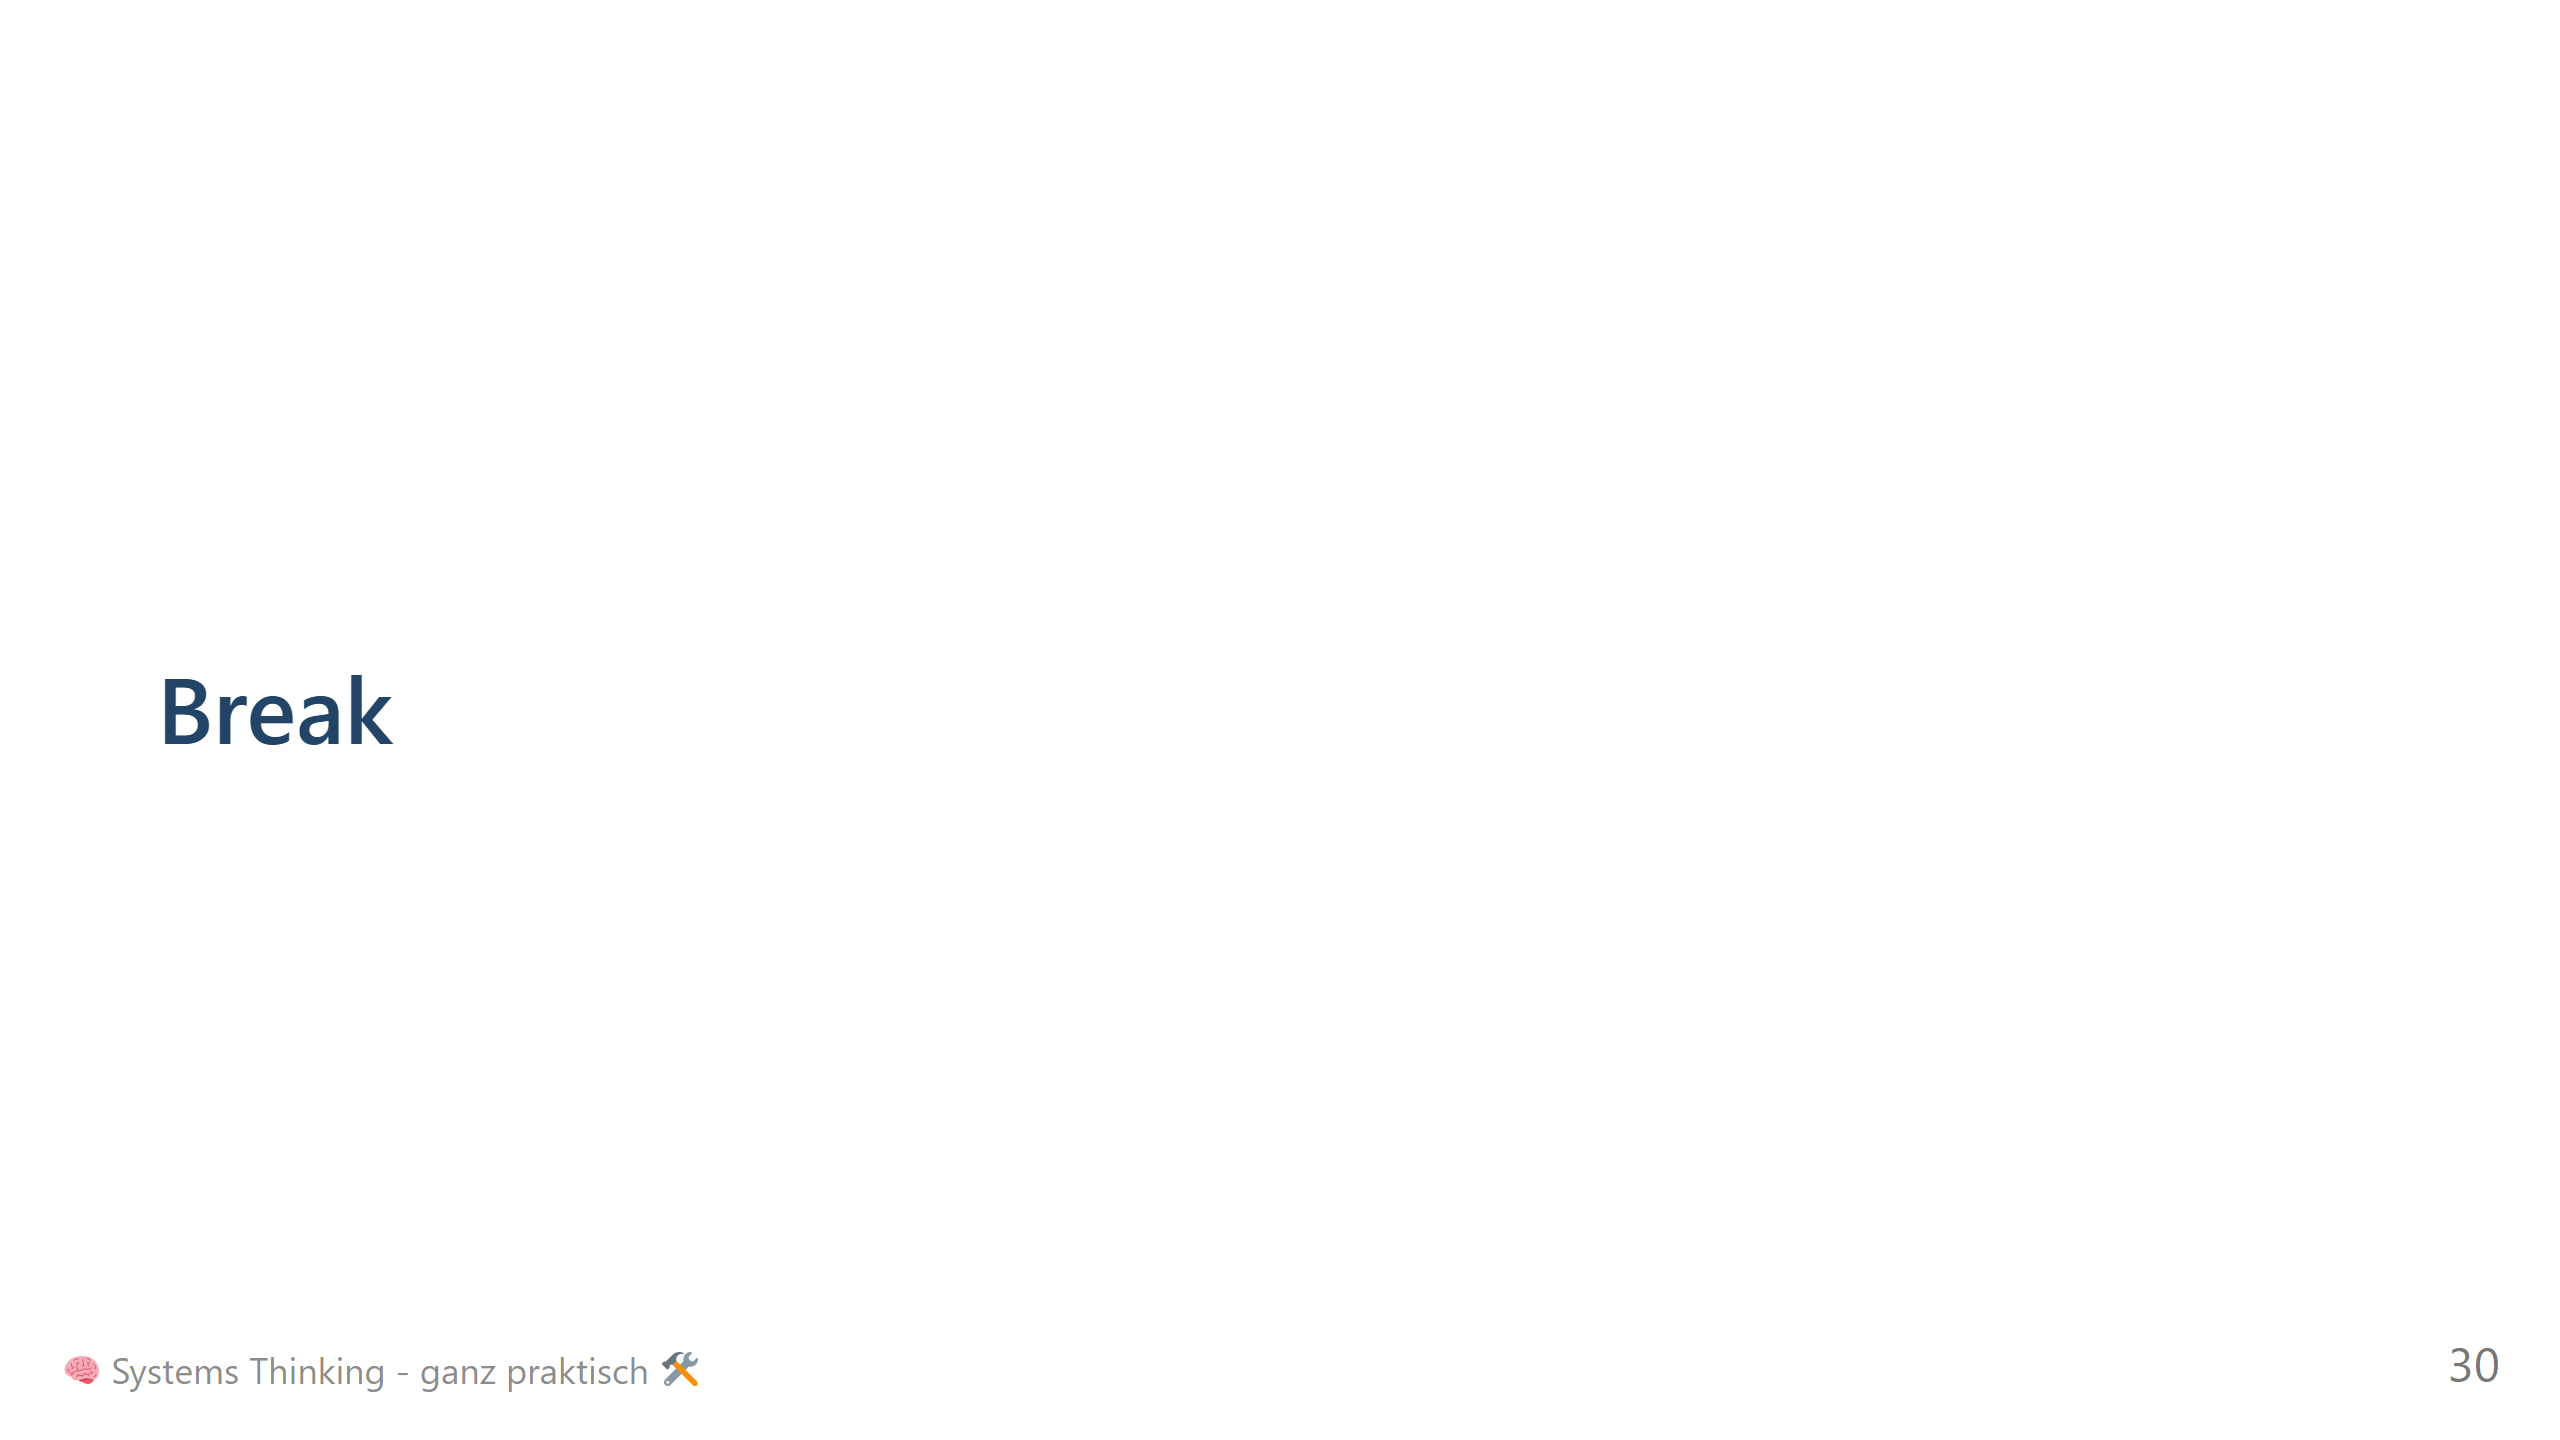 Break
🧠 Systems Thinking - ganz praktisch 🛠️
30